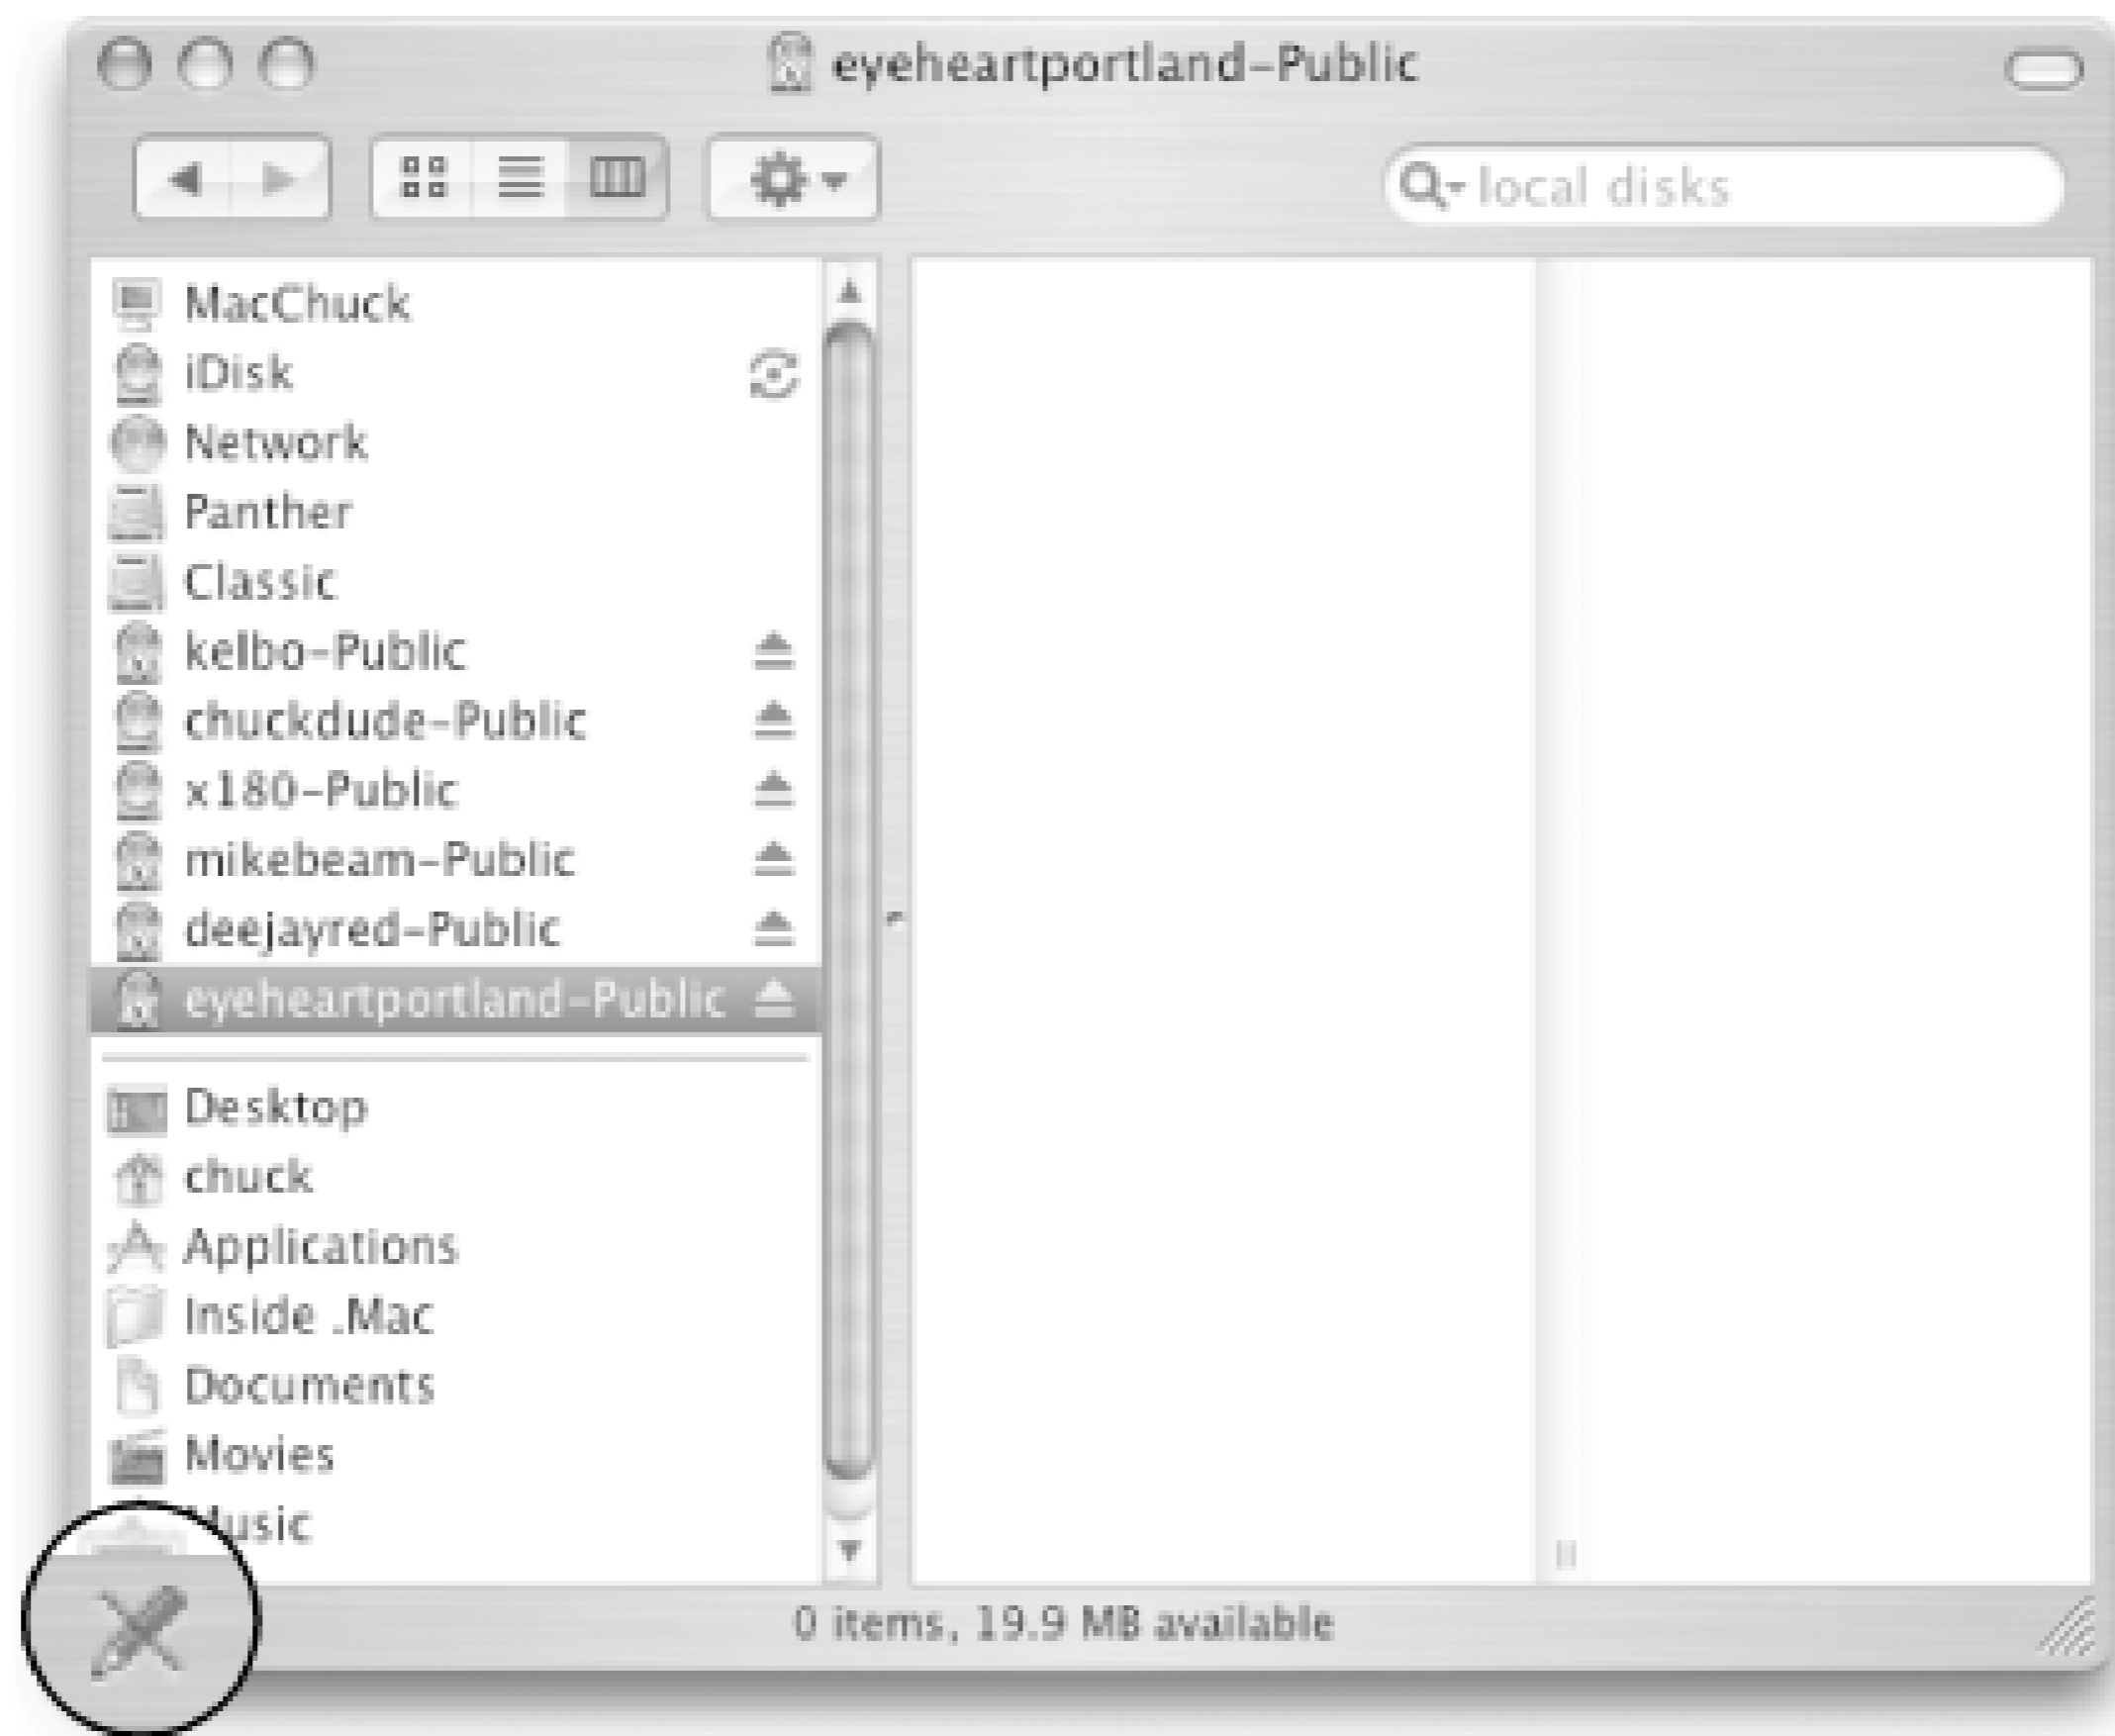 eyeheartportland-Public
local disks
MacChuck
iDisk
Network
Panther
Classic
kelbo-Public
chuckdude-Public
x180-Public
mikebeam-Public
deejayred-Public
eyeheartportland-Public
Desktop
chuck
Applications
Inside .Mac
Documents
Movies
Music
0 items, 19.9 MB available